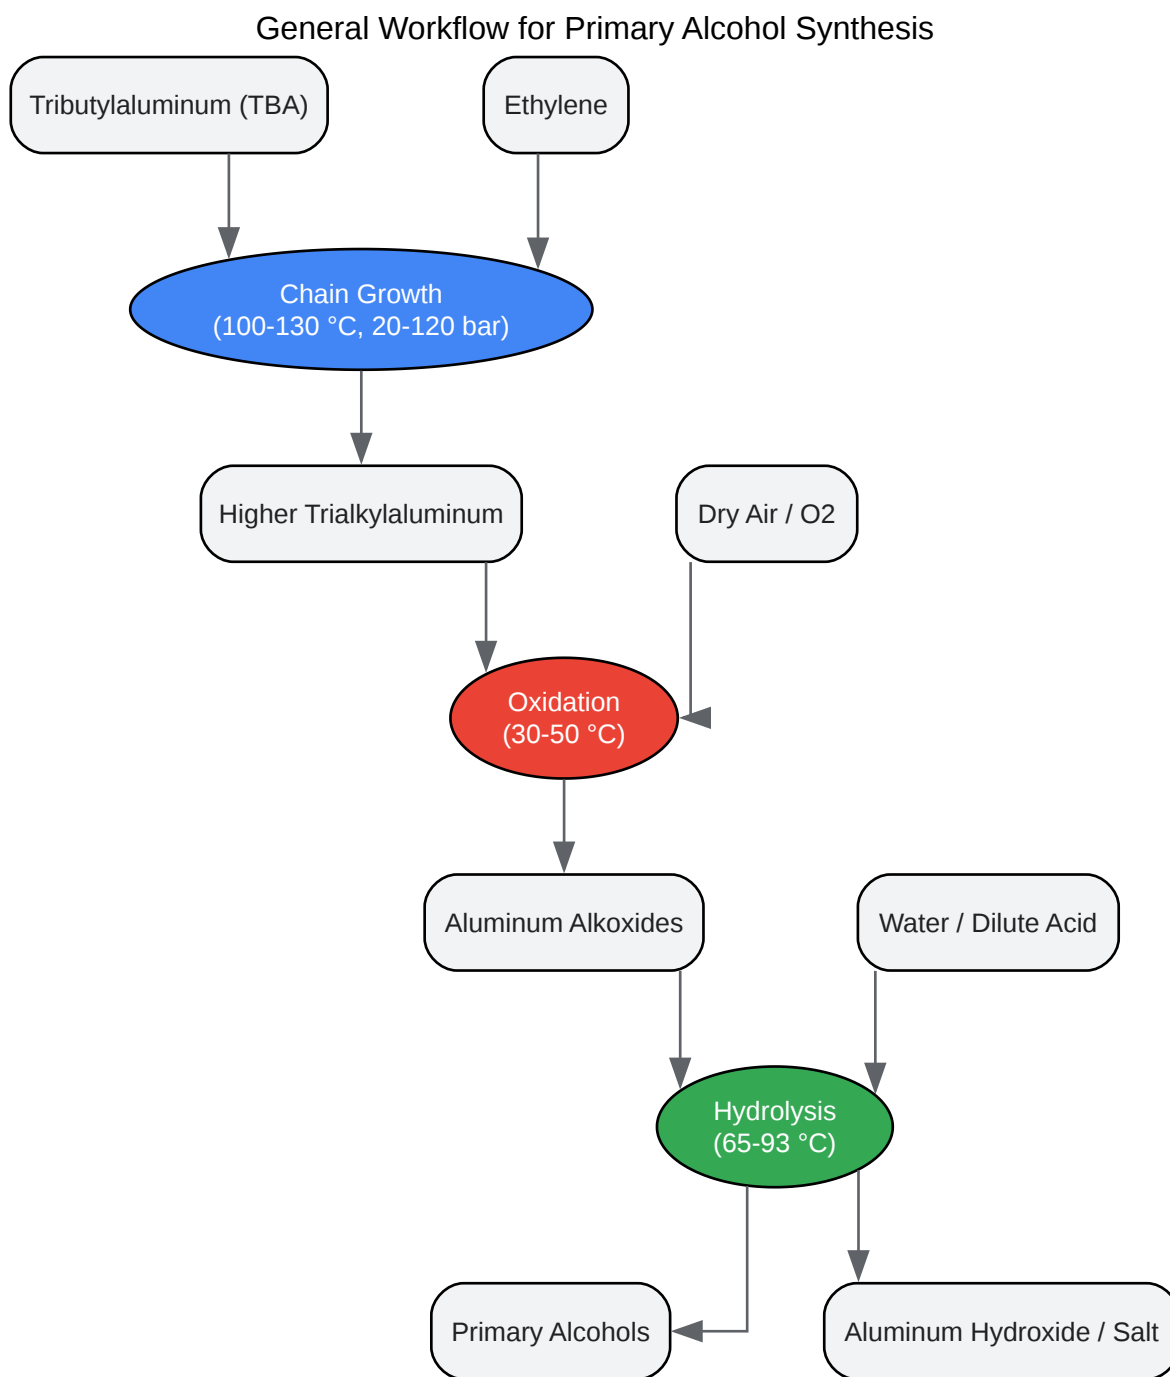 General Workflow for Primary Alcohol Synthesis
Tributylaluminum (TBA)
Ethylene
Chain Growth
(100-130 °C, 20-120 bar)
Higher Trialkylaluminum
Dry Air / O2
Oxidation
(30-50 °C)
Aluminum Alkoxides
Water / Dilute Acid
Hydrolysis
(65-93 °C)
Primary Alcohols
Aluminum Hydroxide / Salt